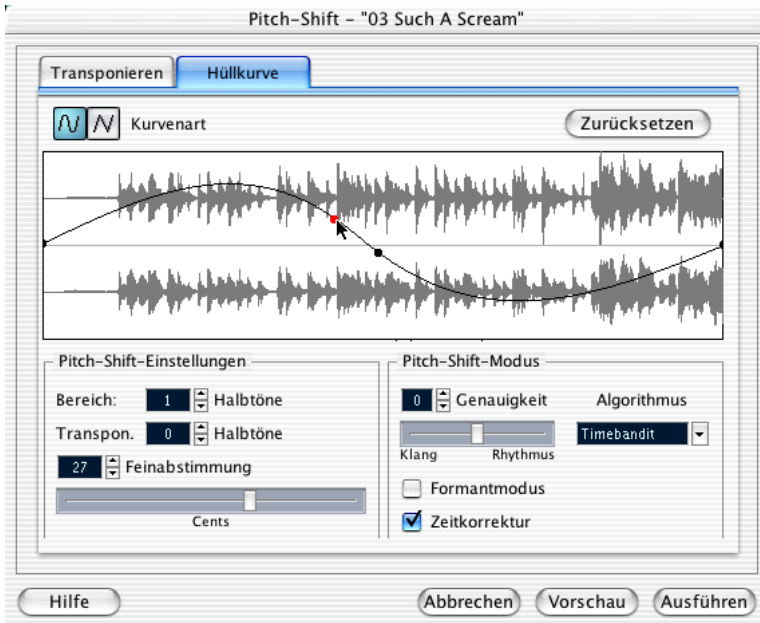 Pitch-Shift - "03 Such A Scream"
Transponieren
Hüllkurve
Kurvenart
Zurücksetzen
Pitch-Shift-Einstellungen
Bereich: 1 Halbtöne
Transpon. 0 Halbtöne
27 Feinabstimmung
Cents
Pitch-Shift-Modus
0 Genauigkeit
Algorithmus
Timebandit
Klang
Rhythmus
Formantmodus
Zeitkorrektur
Hilfe
Abbrechen
Vorschau
Ausführen